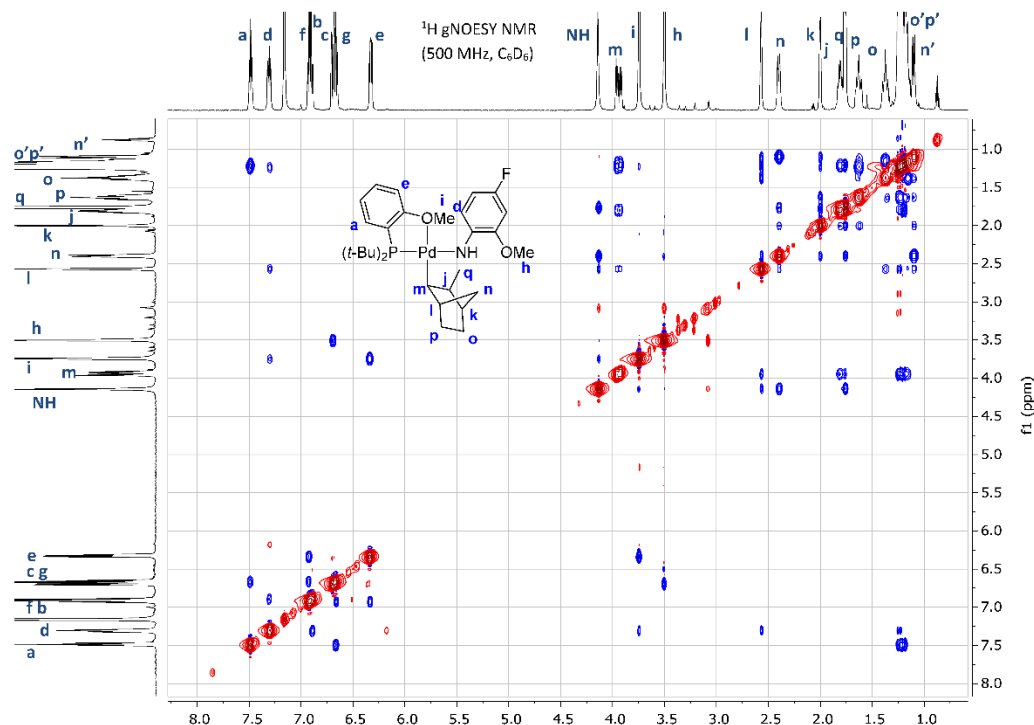 ¹H gNOESY NMR
(500 MHz, C₆D₆)
a
d
f
b
c
g
e
NH
m
i
h
l
n
k
j
q
p
o
o'p'
n'
n'
o'p'
o
p
q
j
k
n
l
h
i
m
NH
e
c g
f b
d
a
e
F
i
d
a
OMe
(t-Bu)₂P
Pd
NH
OMe
h
q
j
m
n
l
k
p
o
1.0
1.5
2.0
2.5
3.0
3.5
4.0
4.5
5.0
5.5
6.0
6.5
7.0
7.5
8.0
f1 (ppm)
8.0 7.5 7.0 6.5 6.0 5.5 5.0 4.5 4.0 3.5 3.0 2.5 2.0 1.5 1.0